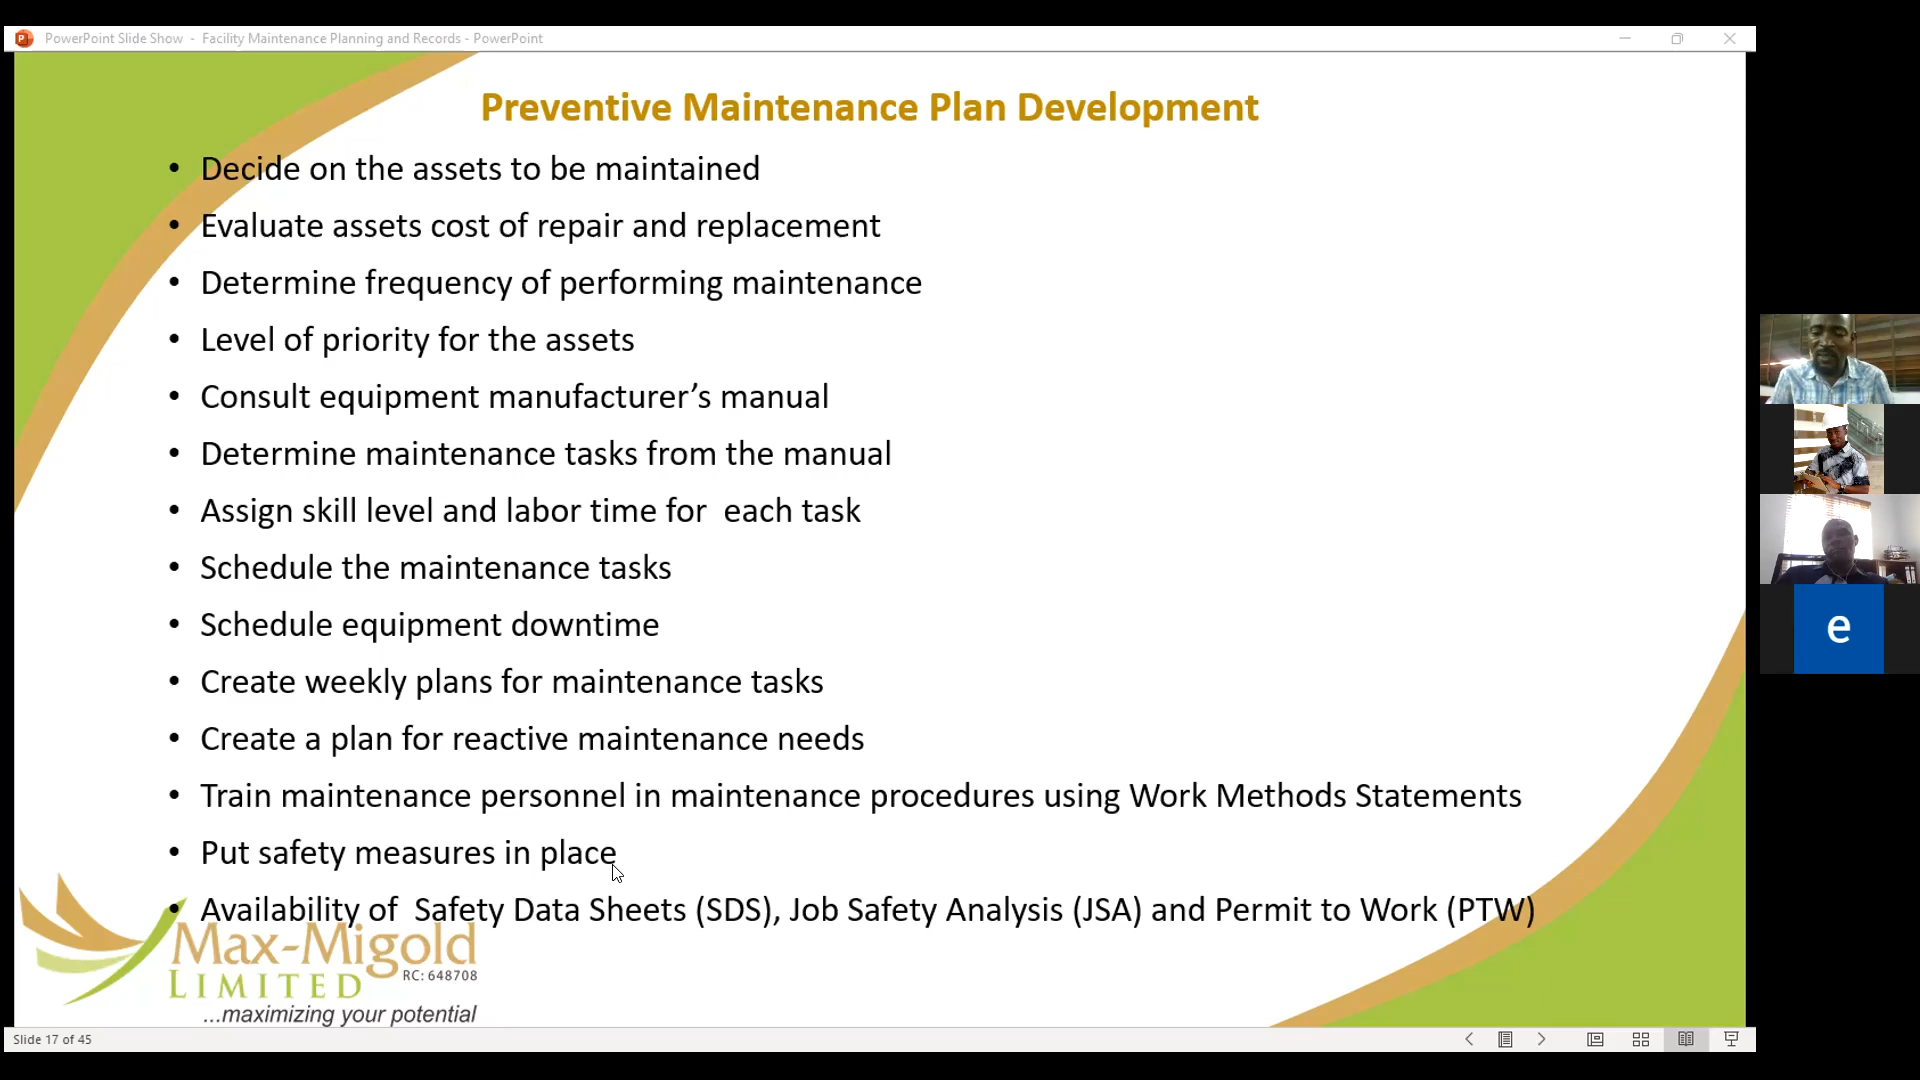 PowerPoint Slide Show - Facility Maintenance Planning and Records - PowerPoint
Preventive Maintenance Plan Development
• Decide on the assets to be maintained
• Evaluate assets cost of repair and replacement
• Determine frequency of performing maintenance
• Level of priority for the assets
• Consult equipment manufacturer’s manual
• Determine maintenance tasks from the manual
• Assign skill level and labor time for each task
• Schedule the maintenance tasks
• Schedule equipment downtime
• Create weekly plans for maintenance tasks
• Create a plan for reactive maintenance needs
• Train maintenance personnel in maintenance procedures using Work Methods Statements
• Put safety measures in place
• Availability of Safety Data Sheets (SDS), Job Safety Analysis (JSA) and Permit to Work (PTW)
Max-Migold
LIMITED RC: 648708
...maximizing your potential
Slide 17 of 45
e